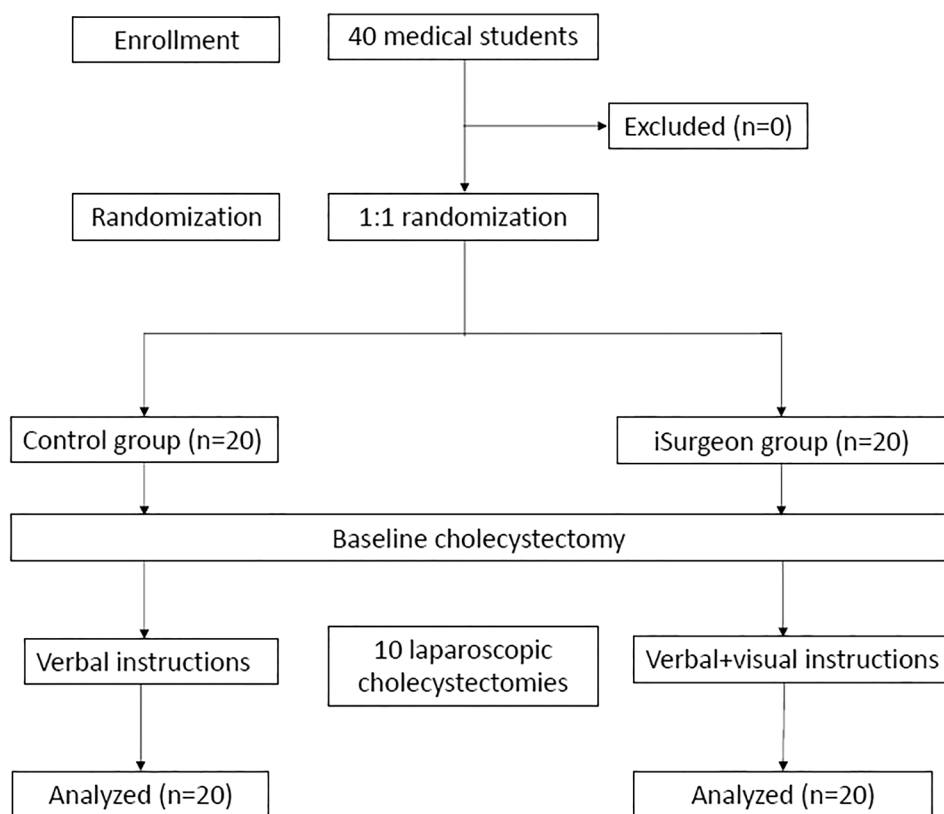 Enrollment
40 medical students
Excluded (n=0)
Randomization
1:1 randomization
Control group (n=20)
iSurgeon group (n=20)
Baseline cholecystectomy
Verbal instructions
10 laparoscopic
cholecystectomies
Verbal+visual instructions
Analyzed (n=20)
Analyzed (n=20)